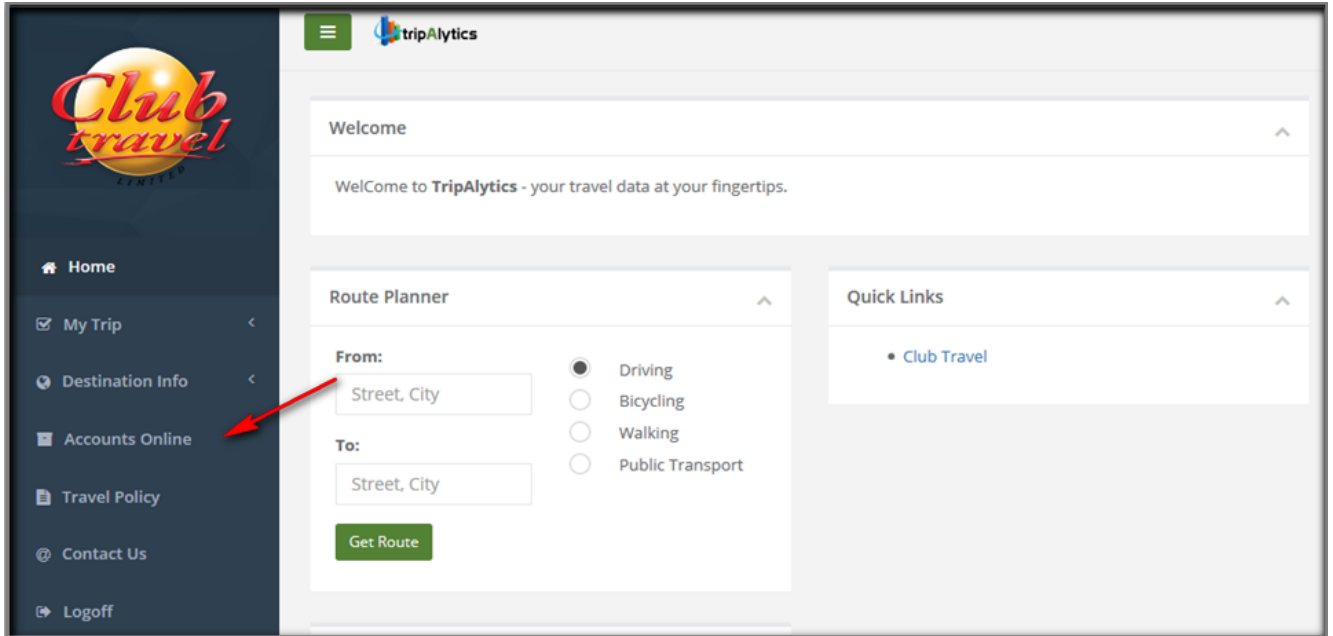 Club
travel
LIMITED
Home
My Trip
Destination Info
Accounts Online
Travel Policy
@ Contact Us
Logoff
tripAlytics
Welcome
WelCome to TripAlytics - your travel data at your fingertips.
Route Planner
From:
Street, City
To:
Street, City
Driving
Bicycling
Walking
Public Transport
Get Route
Quick Links
• Club Travel